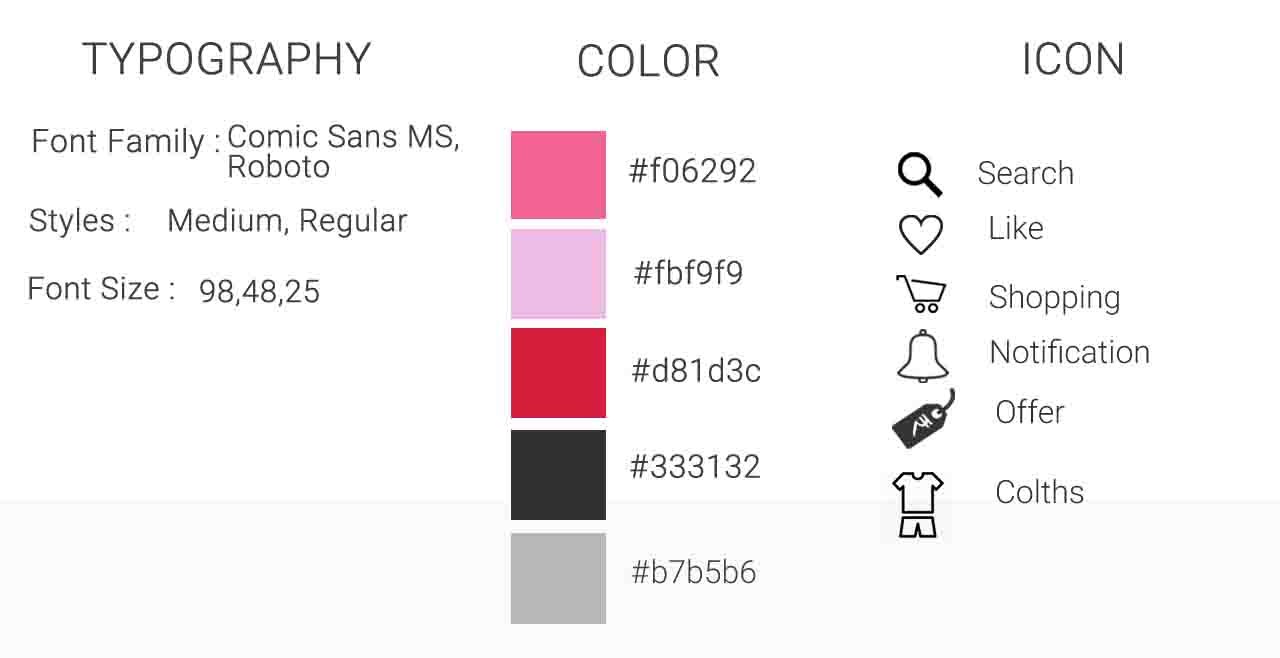 TYPOGRAPHY
Font Family : Comic Sans MS,
Roboto
Styles : Medium, Regular
Font Size : 98,48,25
COLOR
#f06292
#fbf9f9
#d81d3c
#333132
#b7b5b6
ICON
Search
Like
Shopping
Notification
Offer
Colths